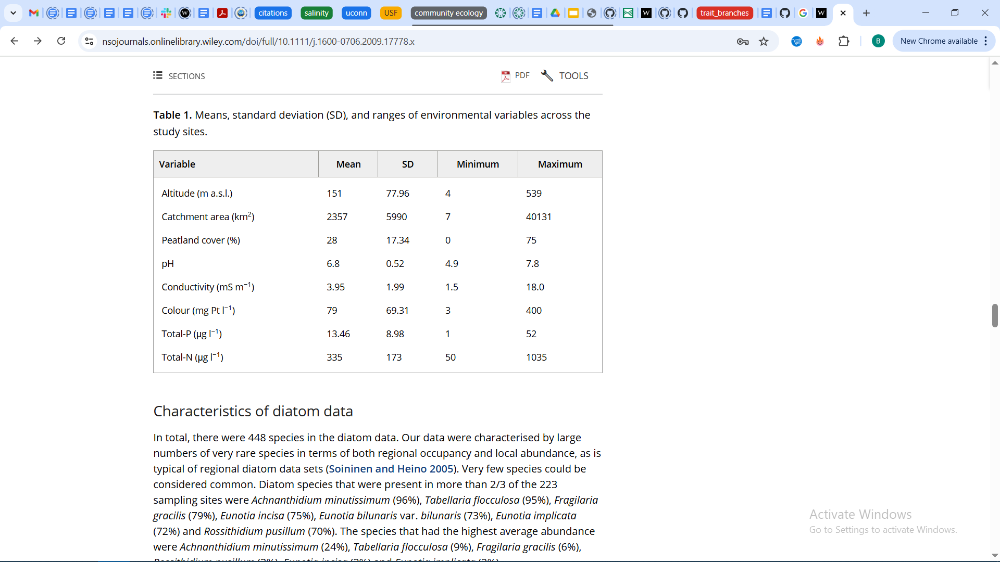 citations salinity uconn USF community ecology trait_branches
nsojournals.onlinelibrary.wiley.com/doi/full/10.1111/j.1600-0706.2009.17778.x B New Chrome available
SECTIONS PDF TOOLS
Table 1. Means, standard deviation (SD), and ranges of environmental variables across the
study sites.
Variable Mean SD Minimum Maximum
Altitude (m a.s.l.) 151 77.96 4 539
Catchment area (km²) 2357 5990 7 40131
Peatland cover (%) 28 17.34 0 75
pH 6.8 0.52 4.9 7.8
Conductivity (mS m⁻¹) 3.95 1.99 1.5 18.0
Colour (mg Pt l⁻¹) 79 69.31 3 400
Total-P (μg l⁻¹) 13.46 8.98 1 52
Total-N (μg l⁻¹) 335 173 50 1035
Characteristics of diatom data
In total, there were 448 species in the diatom data. Our data were characterised by large
numbers of very rare species in terms of both regional occupancy and local abundance, as is
typical of regional diatom data sets (Soininen and Heino 2005). Very few species could be
considered common. Diatom species that were present in more than 2/3 of the 223
sampling sites were Achnanthidium minutissimum (96%), Tabellaria flocculosa (95%), Fragilaria
gracilis (79%), Eunotia incisa (75%), Eunotia bilunaris var. bilunaris (73%), Eunotia implicata
(72%) and Rossithidium pusillum (70%). The species that had the highest average abundance
were Achnanthidium minutissimum (24%), Tabellaria flocculosa (9%), Fragilaria gracilis (6%),
Activate Windows
Go to Settings to activate Windows.